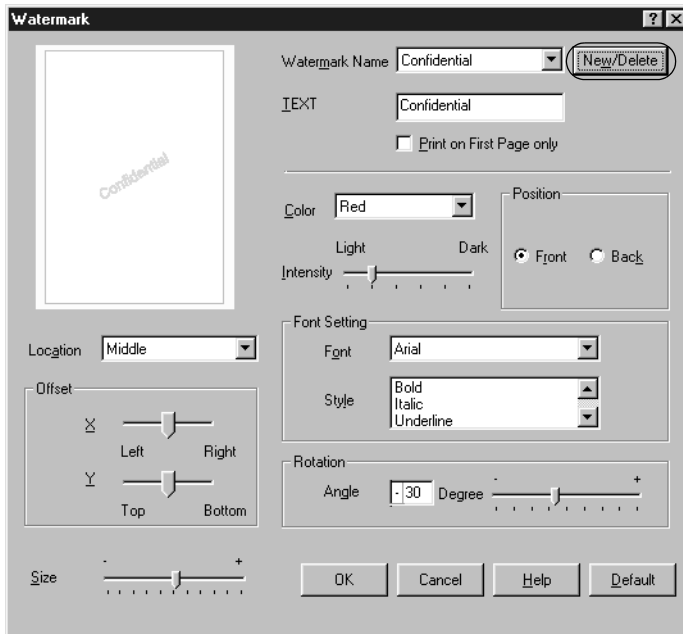 Watermark
Confidential
Watermark Name Confidential New/Delete
TEXT Confidential
Print on First Page only
Color Red
Light Dark
Intensity
Position
Front Back
Location Middle
Offset
X
Left Right
Y
Top Bottom
Size - +
Font Setting
Font Arial
Style Bold
Italic
Underline
Rotation
Angle - 30 Degree - +
OK Cancel Help Default